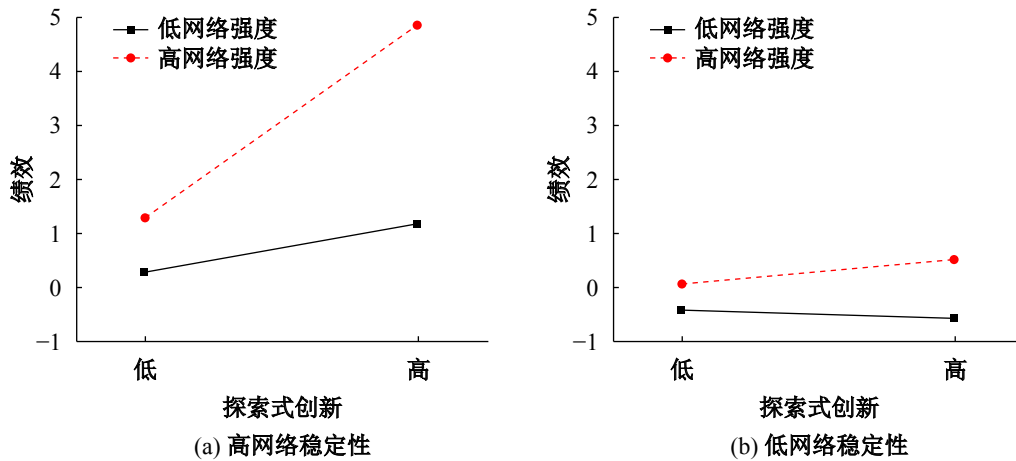 5
4
3
2
1
0
−1
绩效
低网络强度
高网络强度
低
高
探索式创新
(a) 高网络稳定性
5
4
3
2
1
0
−1
绩效
低网络强度
高网络强度
低
高
探索式创新
(b) 低网络稳定性